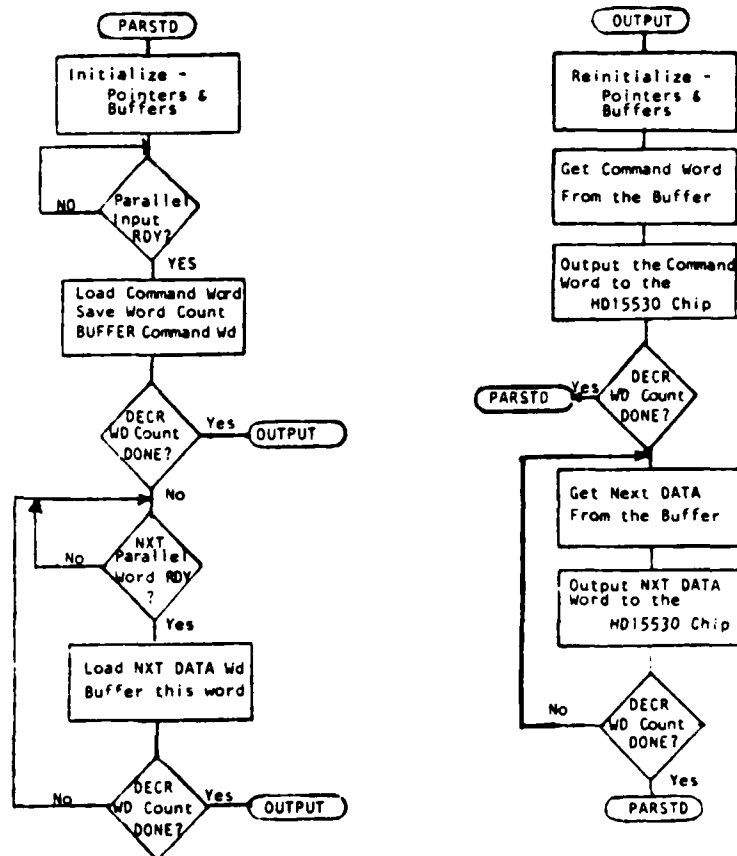 PARSTD
Initialize -
Pointers &
Buffers
NO
Parallel
Input
RDY?
YES
Load Command Word
Save Word Count
BUFFER Command Wd
DECR
WD Count
DONE?
Yes
OUTPUT
No
NXT
Parallel
Word RDY
?
No
Yes
Load NXT DATA Wd
Buffer this word
DECR
WD Count
DONE?
No
Yes
OUTPUT
OUTPUT
Reinitialize -
Pointers &
Buffers
Get Command Word
From the Buffer
Output the Command
Word to the
HD15530 Chip
DECR
WD Count
DONE?
Yes
PARSTD
Get Next DATA
From the Buffer
Output NXT DATA
Word to the
HD15530 Chip
DECR
WD Count
DONE?
No
Yes
PARSTD